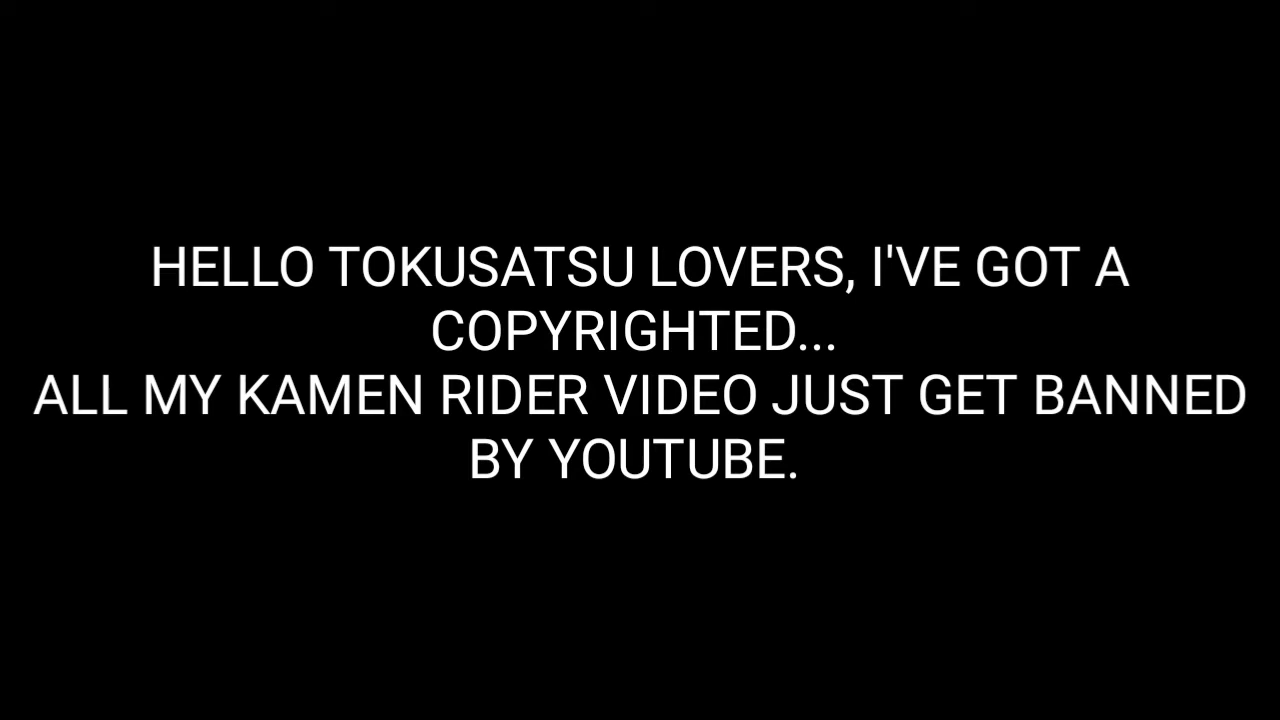 HELLO TOKUSATSU LOVERS, I'VE GOT A
COPYRIGHTED...
ALL MY KAMEN RIDER VIDEO JUST GET BANNED
BY YOUTUBE.